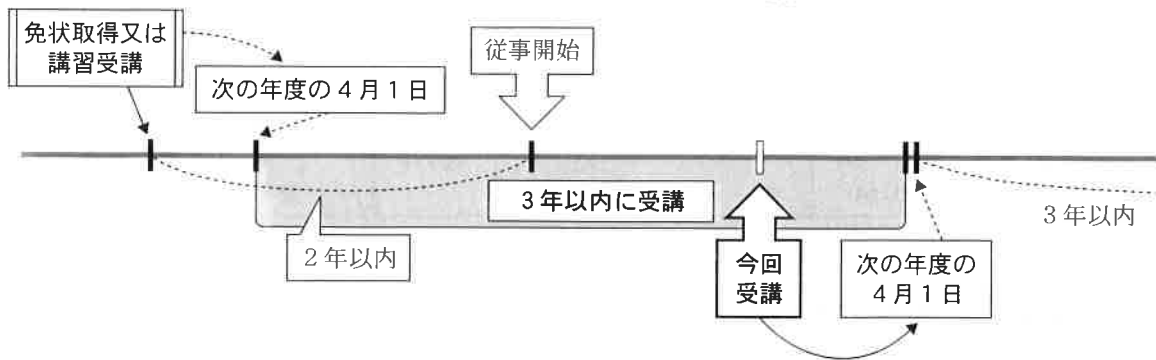 免状取得又は
講習受講
次の年度の4月1日
従事開始
3年以内に受講
2年以内
今回
受講
次の年度の
4月1日
3年以内